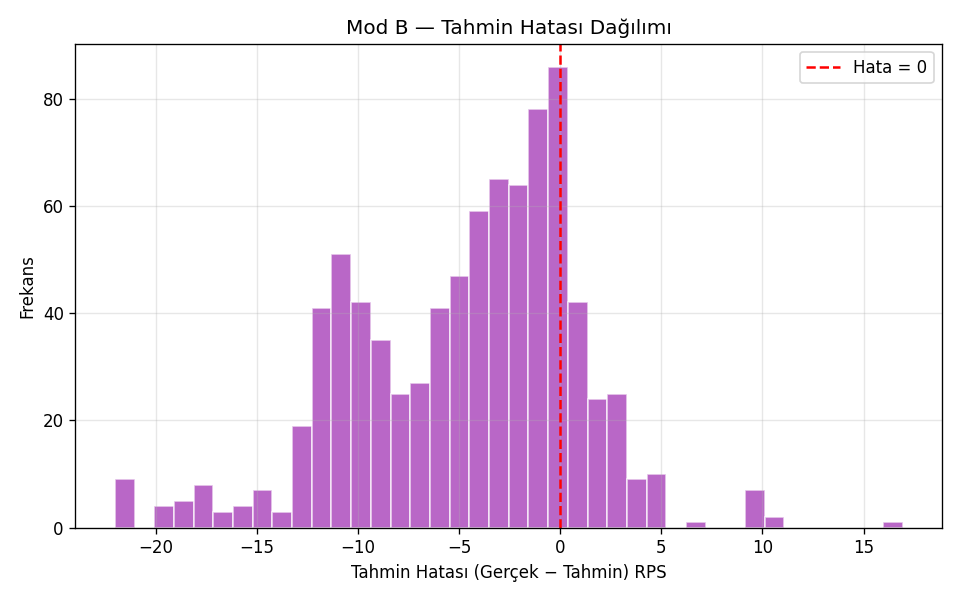 Mod B — Tahmin Hatası Dağılımı
Hata = 0
Frekans
80
60
40
20
0
−20 −15 −10 −5 0 5 10 15
Tahmin Hatası (Gerçek − Tahmin) RPS